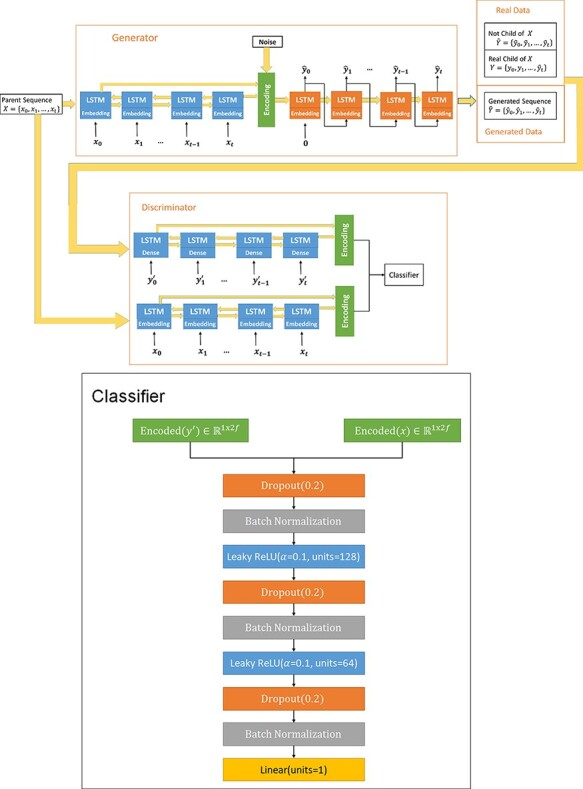 Real Data
Generator
Noise
Not Child of X
Ŷ = {ŷ0, ŷ1, …, ŷt}
Real Child of X
Y = {y0, y1, …, ŷt}
Parent Sequence
X = {x0, x1, …, xt}
ŷ0 ŷ1 … ŷt−1 ŷt
LSTM LSTM LSTM LSTM Encoding LSTM LSTM LSTM LSTM
Embedding Embedding Embedding Embedding Embedding Embedding Embedding Embedding
Generated Sequence
Ŷ = {ŷ0, ŷ1, …, ŷt}
Generated Data
x0 x1 … xt−1 xt 0
Discriminator
LSTM LSTM LSTM LSTM Encoding
Dense Dense Dense Dense
y′0 y′1 … y′t−1 y′t
Classifier
LSTM LSTM LSTM LSTM Encoding
Embedding Embedding Embedding Embedding
x0 x1 … xt−1 xt
Classifier
Encoded(y′) ∈ ℝ1x2f Encoded(x) ∈ ℝ1x2f
Dropout(0.2)
Batch Normalization
Leaky ReLU(α=0.1, units=128)
Dropout(0.2)
Batch Normalization
Leaky ReLU(α=0.1, units=64)
Dropout(0.2)
Batch Normalization
Linear(units=1)